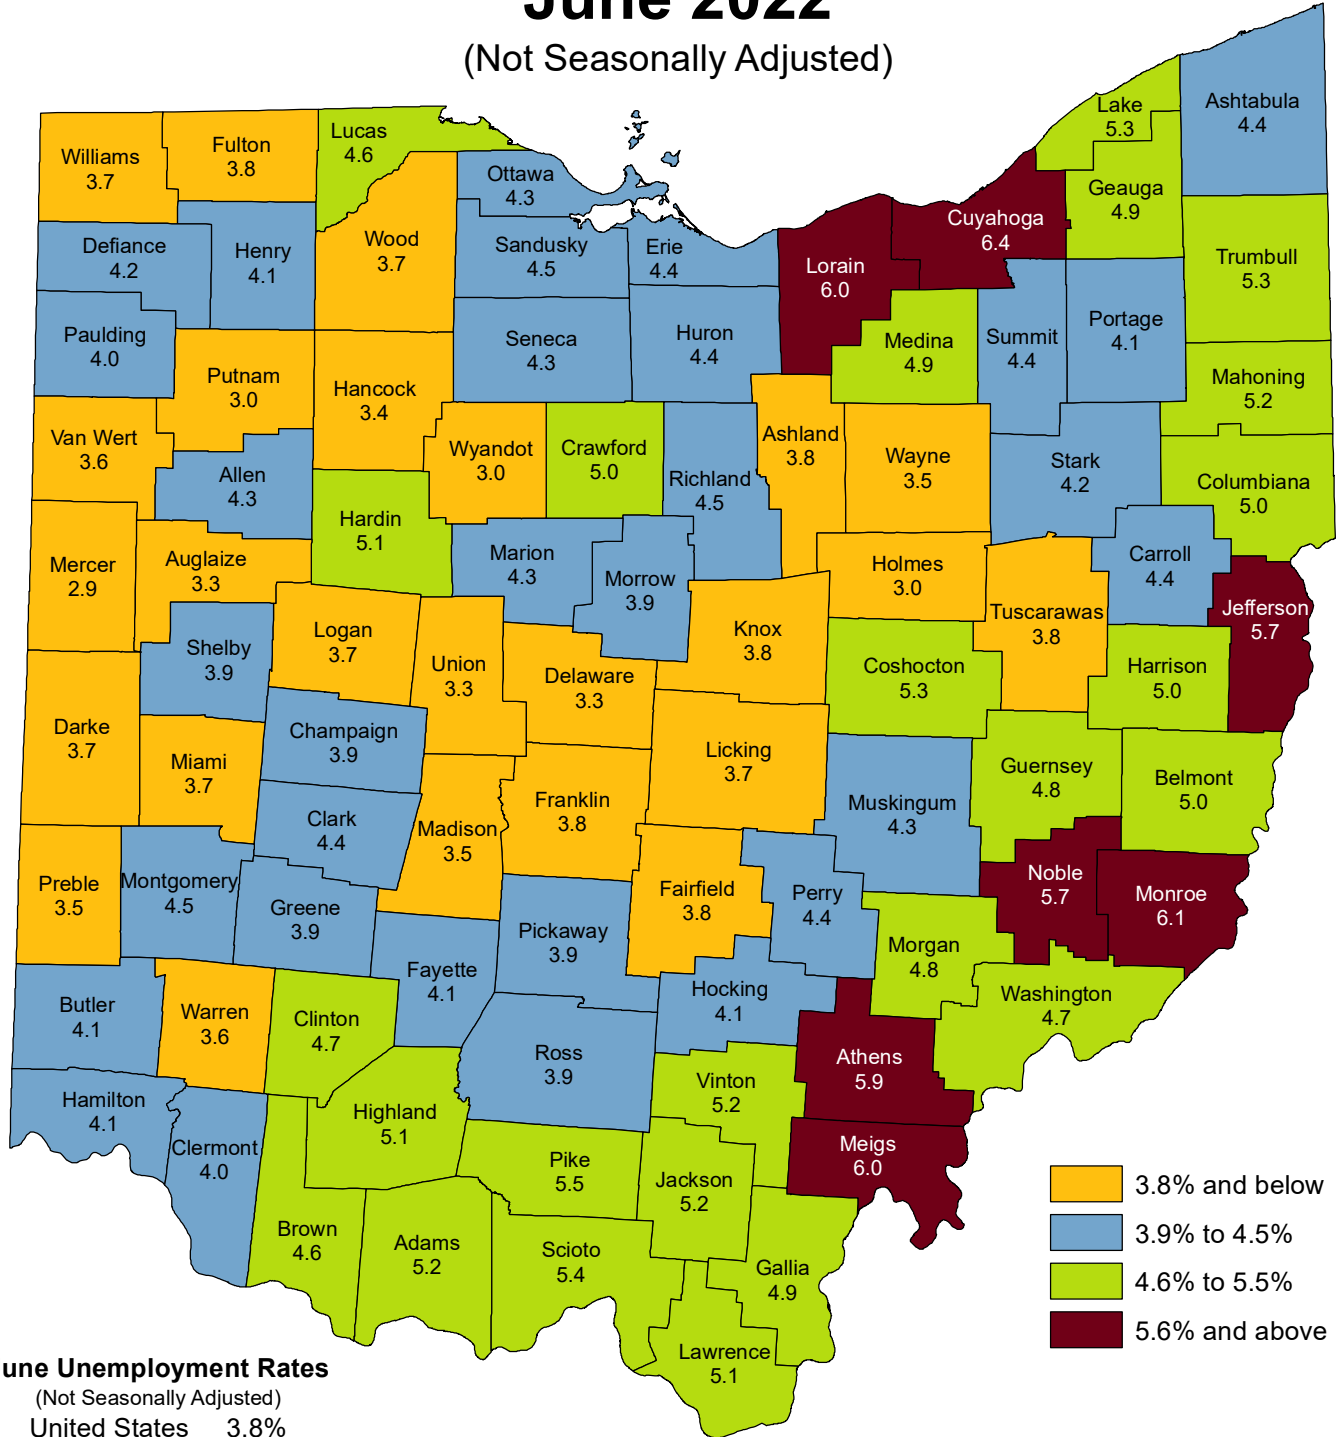 June 2022
(Not Seasonally Adjusted)
Ashtabula
4.4
Lake
5.3
Lucas
4.6
Fulton
3.8
Williams
3.7
Ottawa
4.3
Geauga
4.9
Cuyahoga
6.4
Wood
3.7
Defiance
4.2
Henry
4.1
Sandusky
4.5
Erie
4.4
Lorain
6.0
Trumbull
5.3
Paulding
4.0
Seneca
4.3
Huron
4.4
Medina
4.9
Summit
4.4
Portage
4.1
Putnam
3.0
Hancock
3.4
Mahoning
5.2
Van Wert
3.6
Wyandot
3.0
Crawford
5.0
Ashland
3.8
Wayne
3.5
Stark
4.2
Allen
4.3
Richland
4.5
Columbiana
5.0
Hardin
5.1
Mercer
2.9
Auglaize
3.3
Marion
4.3
Morrow
3.9
Holmes
3.0
Carroll
4.4
Tuscarawas
3.8
Jefferson
5.7
Shelby
3.9
Logan
3.7
Union
3.3
Delaware
3.3
Knox
3.8
Coshocton
5.3
Harrison
5.0
Darke
3.7
Miami
3.7
Champaign
3.9
Licking
3.7
Guernsey
4.8
Belmont
5.0
Clark
4.4
Madison
3.5
Franklin
3.8
Muskingum
4.3
Preble
3.5
Montgomery
4.5
Greene
3.9
Fairfield
3.8
Perry
4.4
Noble
5.7
Monroe
6.1
Pickaway
3.9
Morgan
4.8
Fayette
4.1
Hocking
4.1
Washington
4.7
Butler
4.1
Warren
3.6
Clinton
4.7
Ross
3.9
Athens
5.9
Vinton
5.2
Hamilton
4.1
Highland
5.1
Clermont
4.0
Meigs
6.0
Pike
5.5
Jackson
5.2
Brown
4.6
Adams
5.2
Scioto
5.4
Gallia
4.9
Lawrence
5.1
3.8% and below
3.9% to 4.5%
4.6% to 5.5%
5.6% and above
une Unemployment Rates
(Not Seasonally Adjusted)
United States 3.8%